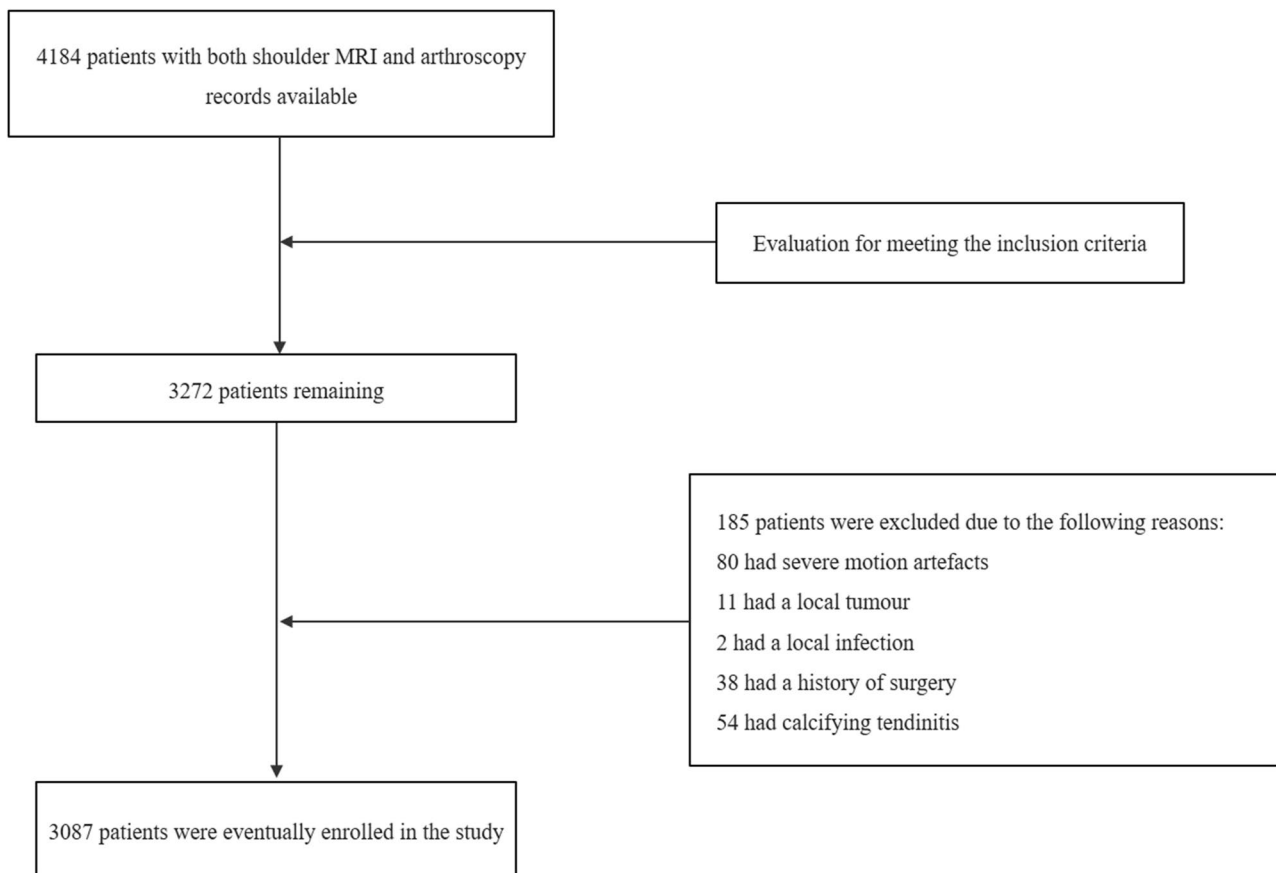 4184 patients with both shoulder MRI and arthroscopy
records available
Evaluation for meeting the inclusion criteria
3272 patients remaining
185 patients were excluded due to the following reasons:
80 had severe motion artefacts
11 had a local tumour
2 had a local infection
38 had a history of surgery
54 had calcifying tendinitis
3087 patients were eventually enrolled in the study